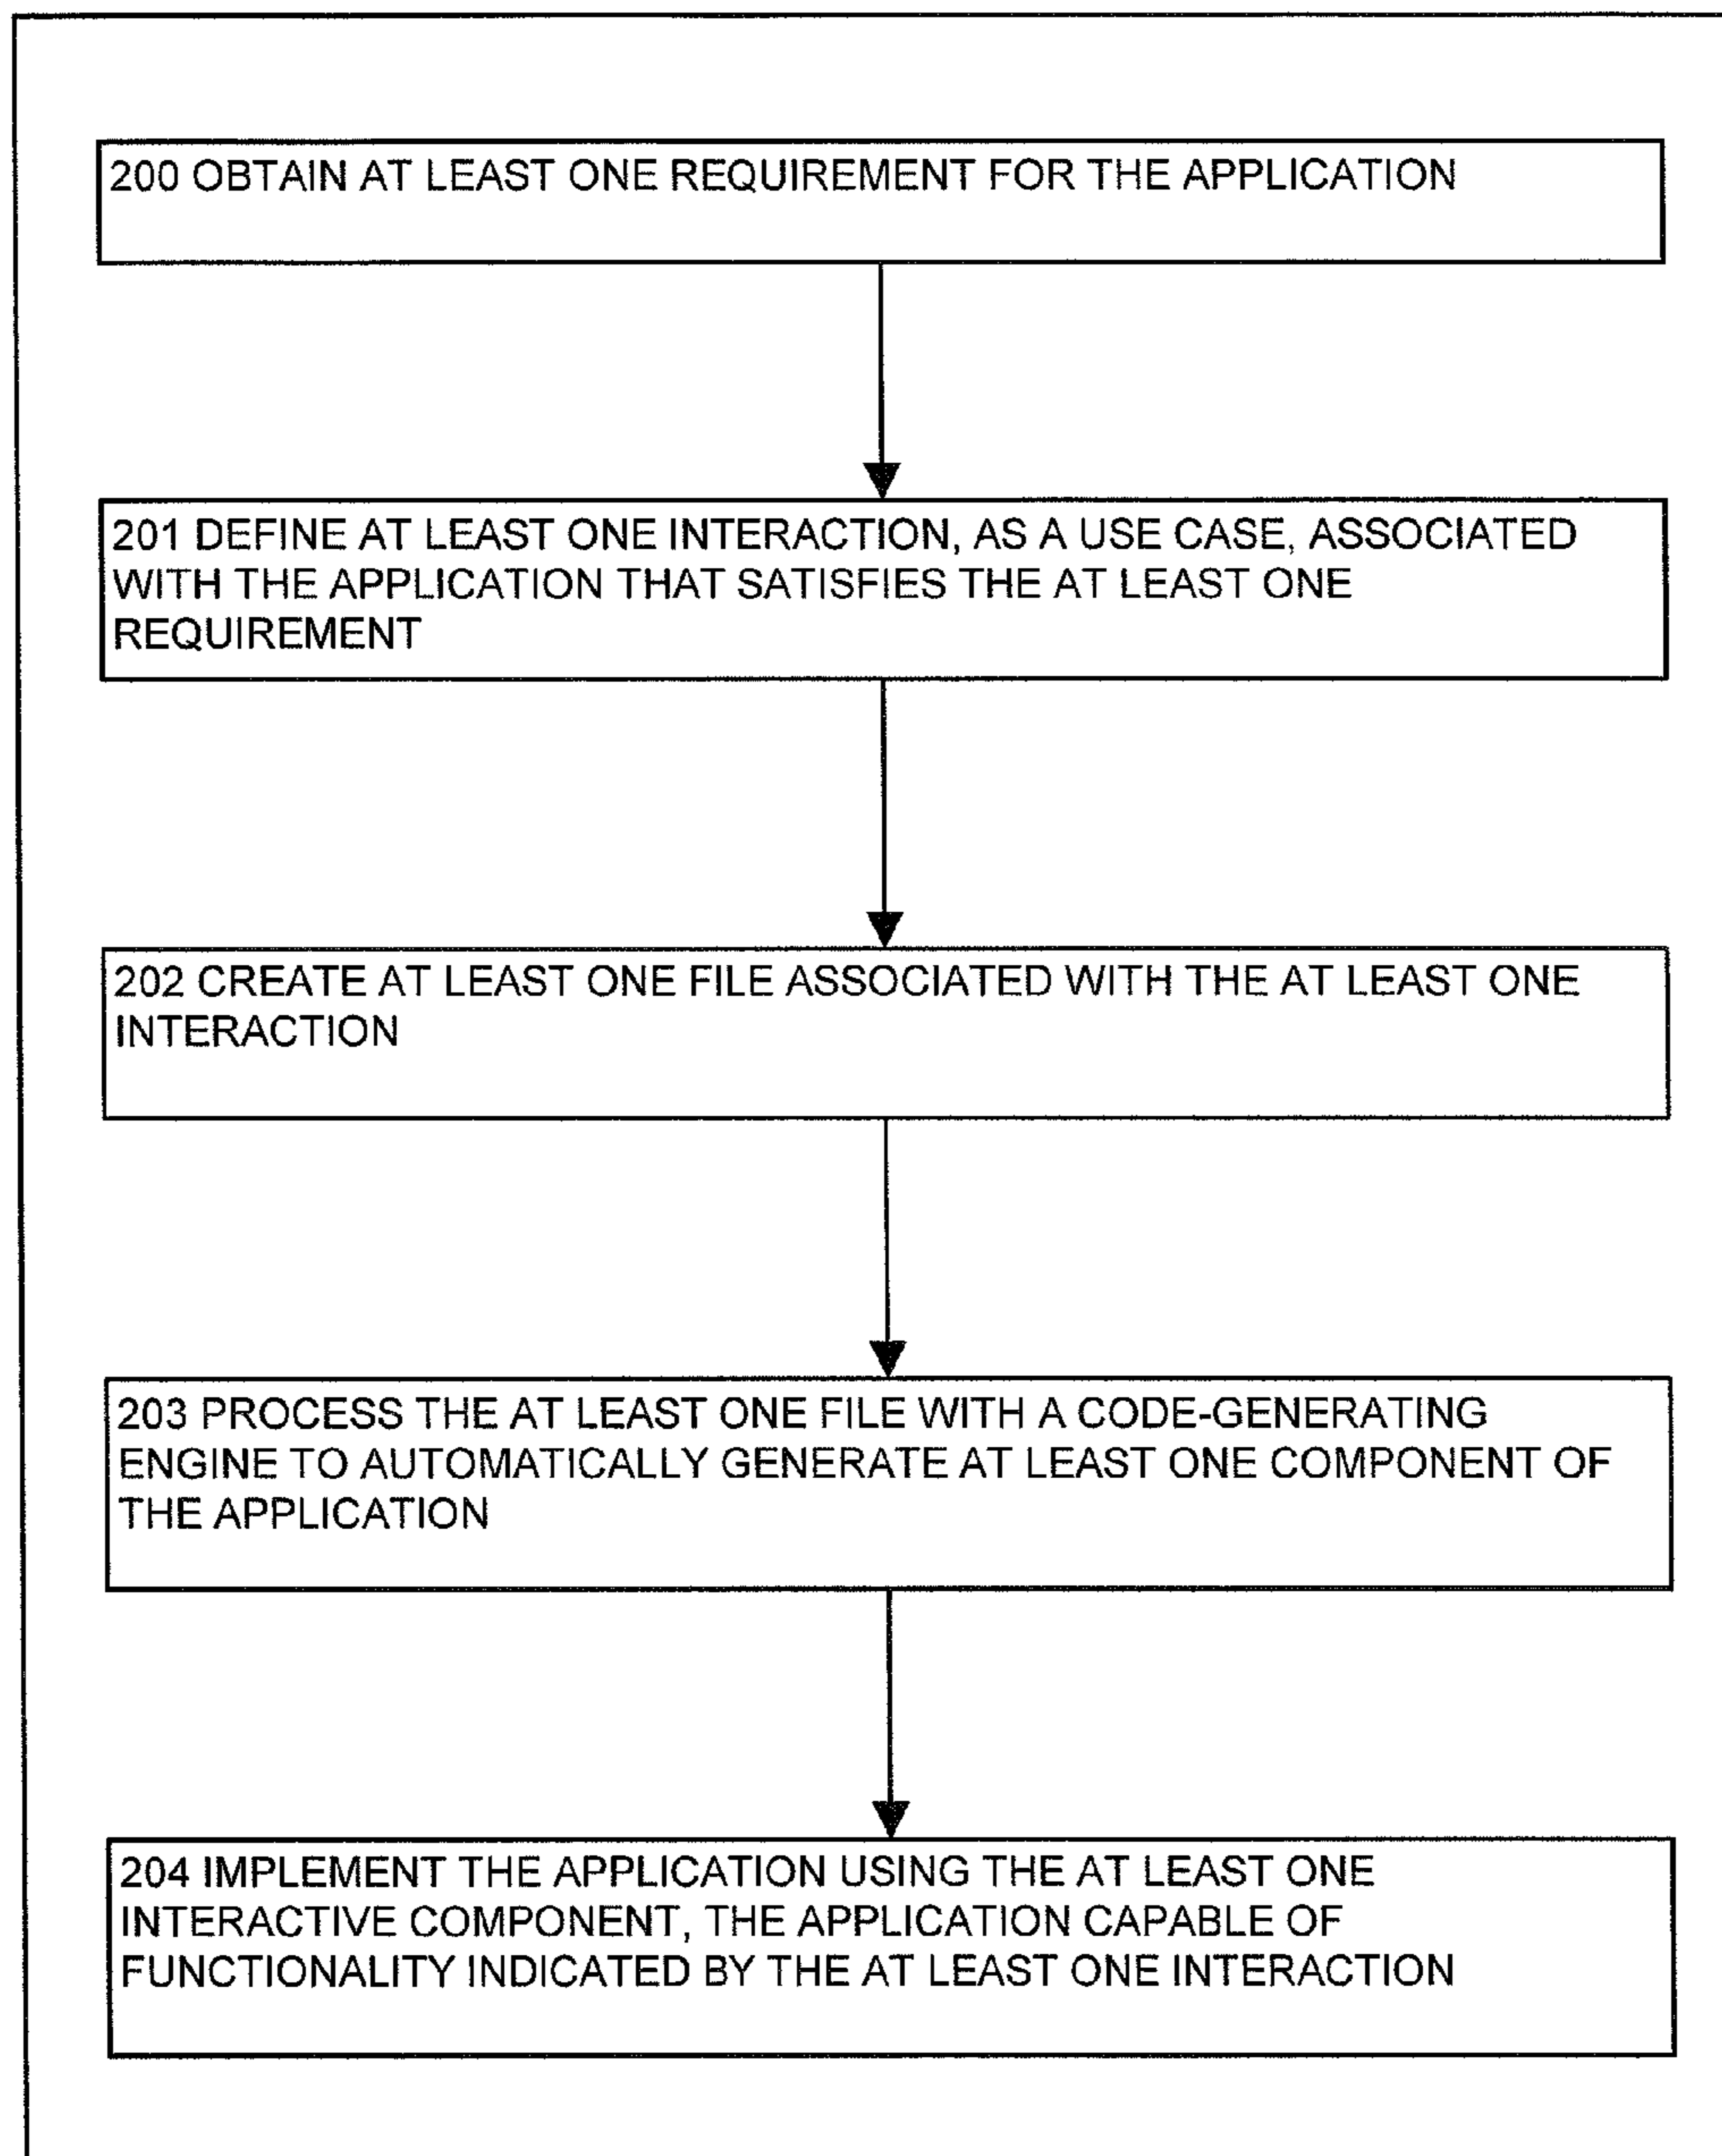 200 OBTAIN AT LEAST ONE REQUIREMENT FOR THE APPLICATION
201 DEFINE AT LEAST ONE INTERACTION, AS A USE CASE, ASSOCIATED
WITH THE APPLICATION THAT SATISFIES THE AT LEAST ONE
REQUIREMENT
202 CREATE AT LEAST ONE FILE ASSOCIATED WITH THE AT LEAST ONE
INTERACTION
203 PROCESS THE AT LEAST ONE FILE WITH A CODE-GENERATING
ENGINE TO AUTOMATICALLY GENERATE AT LEAST ONE COMPONENT OF
THE APPLICATION
204 IMPLEMENT THE APPLICATION USING THE AT LEAST ONE
INTERACTIVE COMPONENT, THE APPLICATION CAPABLE OF
FUNCTIONALITY INDICATED BY THE AT LEAST ONE INTERACTION